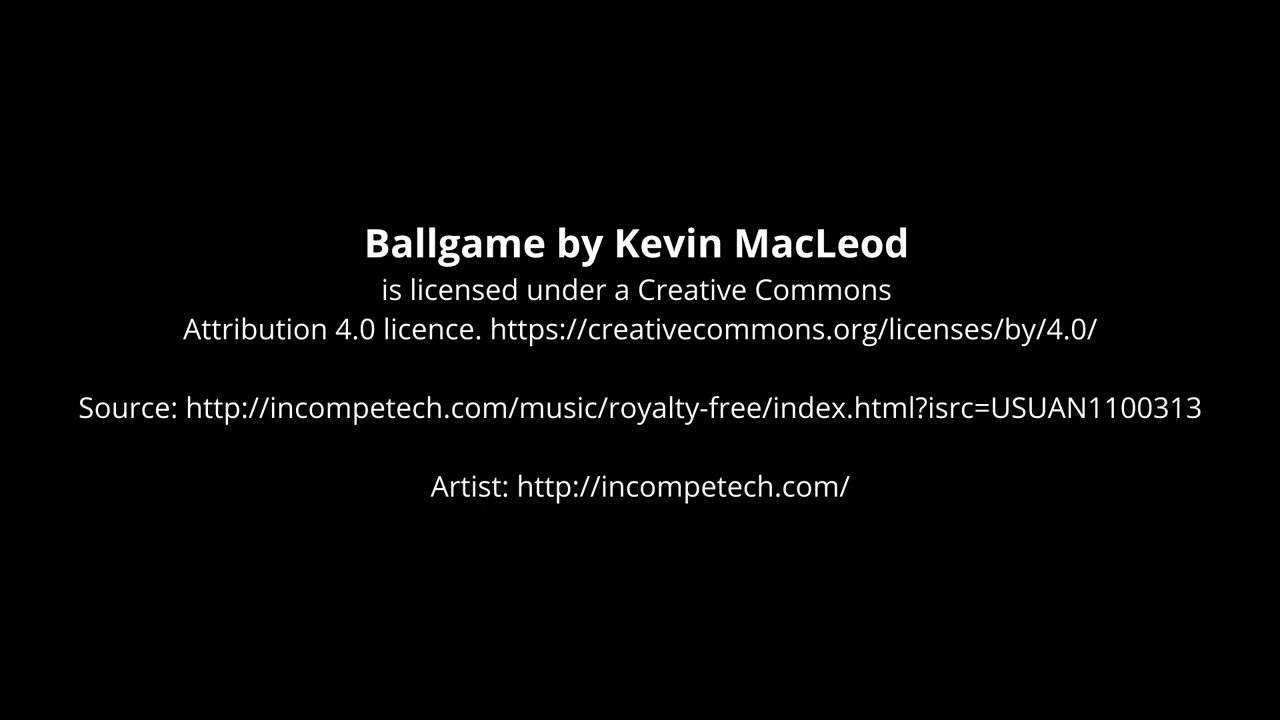 Ballgame by Kevin MacLeod
is licensed under a Creative Commons
Attribution 4.0 licence. https://creativecommons.org/licenses/by/4.0/
Source: http://incompetech.com/music/royalty-free/index.html?isrc=USUAN1100313
Artist: http://incompetech.com/